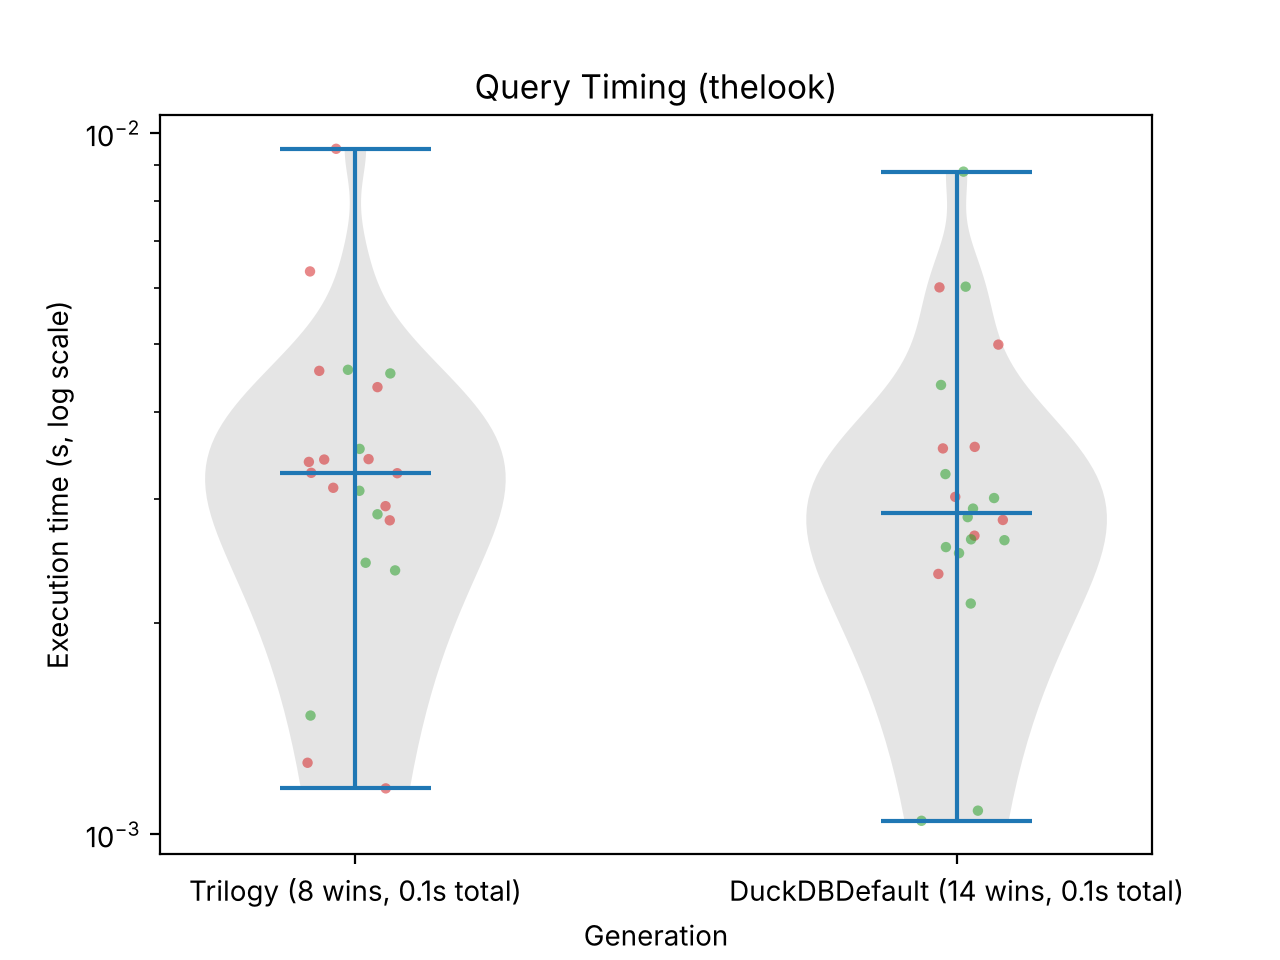 Query Timing (thelook)
10⁻²
10⁻³
Execution time (s, log scale)
Trilogy (8 wins, 0.1s total)
DuckDBDefault (14 wins, 0.1s total)
Generation